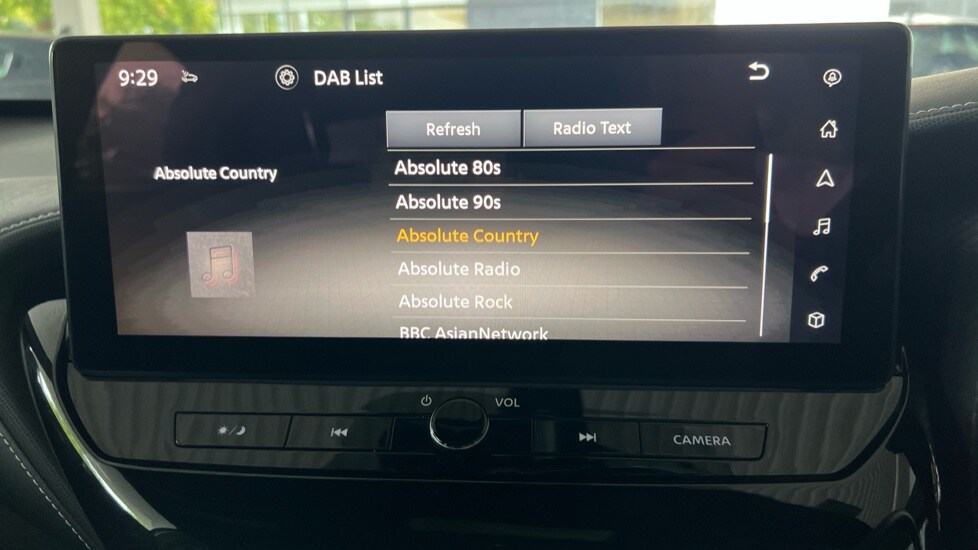 9:29
DAB List
Refresh
Radio Text
Absolute Country
Absolute 80s
Absolute 90s
Absolute Country
Absolute Radio
Absolute Rock
BBC AsianNetwork
VOL
CAMERA